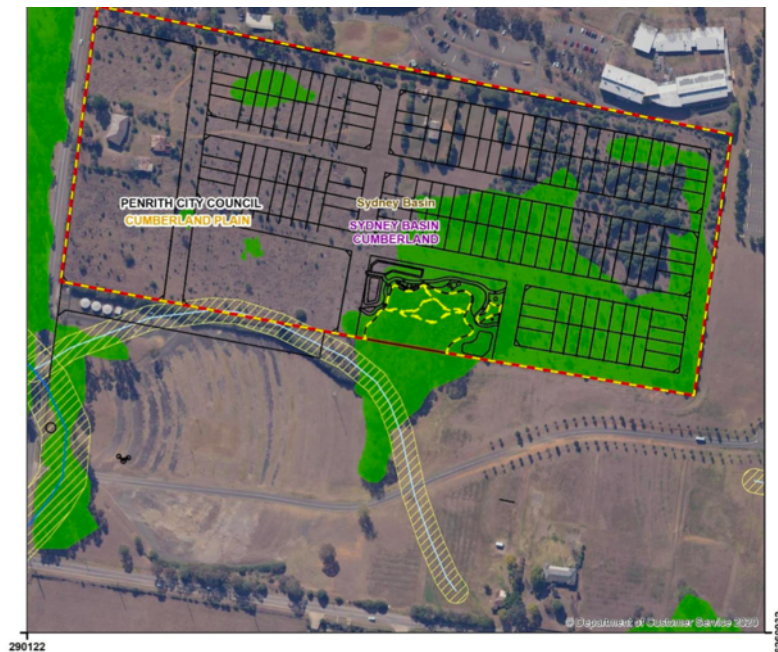 PENRITH CITY COUNCIL
CUMBERLAND PLAIN
Sydney Basin
SYDNEY BASIN
CUMBERLAND
© Department of Customer Service 2020
290122